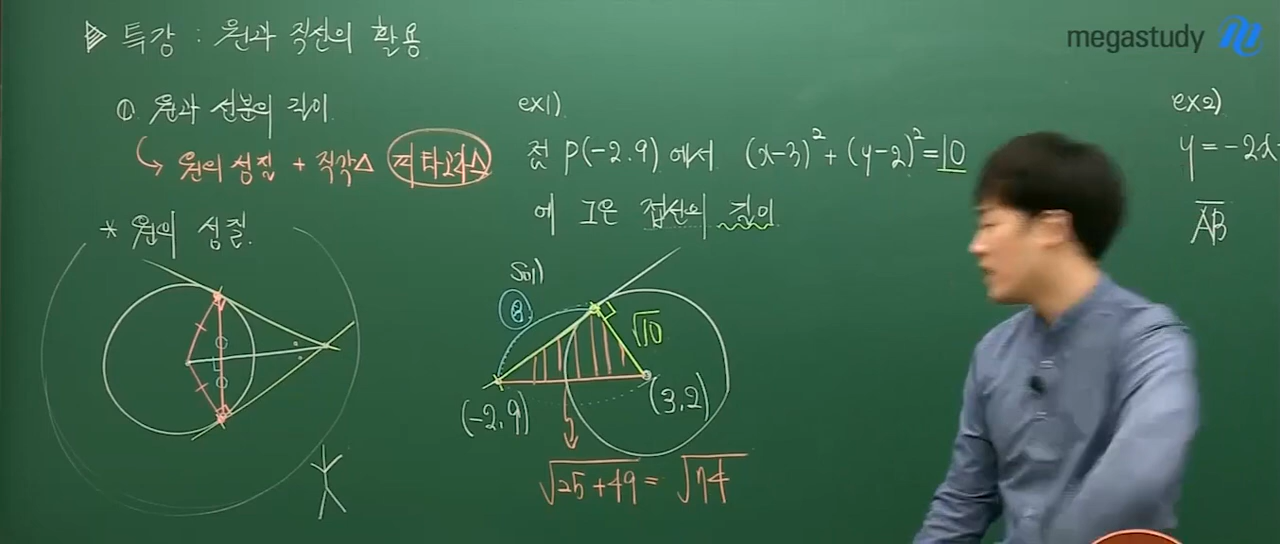 특강 : 원과 직선의 활용
megastudy
① 원과 선분의 길이
원의 성질 + 직각△ 피타고라스
* 원의 성질.
ex1)
점 P(-2.9)에서 (x-3)²+(y-2)²=10
에 그은 접선의 길이
sol)
8
√10
(-2.9)
(3,2)
√25+49 = √74
ex2)
y=-2x
AB